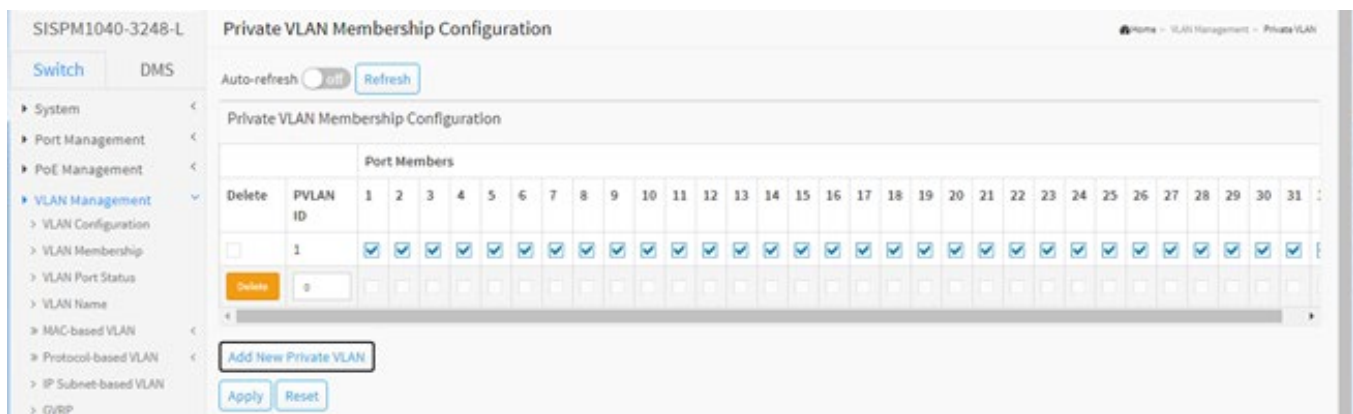 SISPM1040-3248-L
Private VLAN Membership Configuration
Home - VLAN Management - Private VLAN
Switch DMS
Auto-refresh off Refresh
System
Private VLAN Membership Configuration
Port Management
Port Members
PoE Management
Delete PVLAN ID 1 2 3 4 5 6 7 8 9 10 11 12 13 14 15 16 17 18 19 20 21 22 23 24 25 26 27 28 29 30 31
VLAN Management
VLAN Configuration
VLAN Membership
1
VLAN Port Status
Delete 0
VLAN Name
MAC-based VLAN
Protocol-based VLAN
Add New Private VLAN
IP Subnet-based VLAN
Apply Reset
GVRP